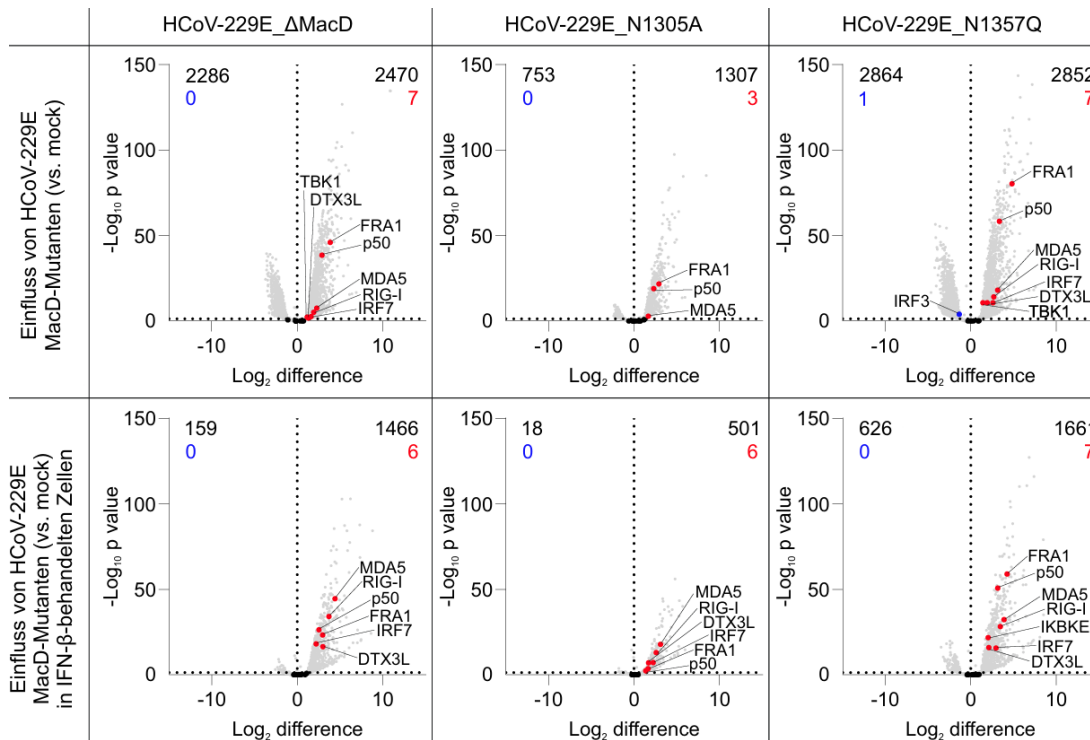 HCoV-229E_ΔMacD
HCoV-229E_N1305A
HCoV-229E_N1357Q
Einfluss von HCoV-229E
MacD-Mutanten (vs. mock)
-Log10 p value
150
100
50
0
2286
0
2470
7
TBK1
DTX3L
FRA1
p50
MDA5
RIG-I
IRF7
-10 0 10
Log2 difference
-Log10 p value
150
100
50
0
753
0
1307
3
FRA1
p50
MDA5
-10 0 10
Log2 difference
-Log10 p value
150
100
50
0
2864
1
2852
7
FRA1
p50
MDA5
RIG-I
IRF7
DTX3L
TBK1
IRF3
-10 0 10
Log2 difference
Einfluss von HCoV-229E
MacD-Mutanten (vs. mock)
in IFN-β-behandelten Zellen
-Log10 p value
150
100
50
0
159
0
1466
6
MDA5
RIG-I
p50
FRA1
IRF7
DTX3L
-10 0 10
Log2 difference
-Log10 p value
150
100
50
0
18
0
501
6
MDA5
RIG-I
DTX3L
IRF7
FRA1
p50
-10 0 10
Log2 difference
-Log10 p value
150
100
50
0
626
0
1661
7
FRA1
p50
MDA5
RIG-I
IKBKE
IRF7
DTX3L
-10 0 10
Log2 difference